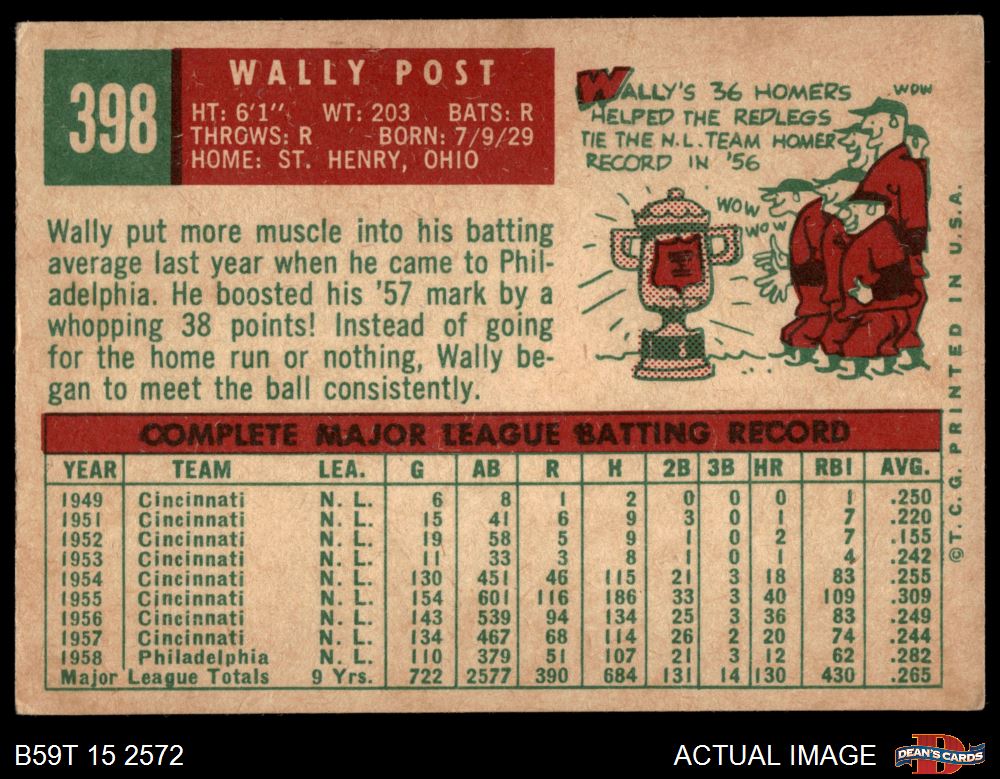 398
WALLY POST
HT: 6'1" WT: 203 BATS: R
THROWS: R BORN: 7/9/29
HOME: ST. HENRY, OHIO
WALLY'S 36 HOMERS
HELPED THE REDLEGS
TIE THE N.L. TEAM HOMER
RECORD IN '56
WOW
WOW
WOW
Wally put more muscle into his batting
average last year when he came to Phil-
adelphia. He boosted his '57 mark by a
whopping 38 points! Instead of going
for the home run or nothing, Wally be-
gan to meet the ball consistently.
COMPLETE MAJOR LEAGUE BATTING RECORD
YEAR TEAM LEA. G AB R H 2B 3B HR RBI AVG.
1949 Cincinnati N. L. 6 8 1 2 0 0 0 1 .250
1951 Cincinnati N. L. 15 41 6 9 3 0 1 7 .220
1952 Cincinnati N. L. 19 58 5 9 1 0 2 7 .155
1953 Cincinnati N. L. 11 33 3 8 1 0 1 4 .242
1954 Cincinnati N. L. 130 451 46 115 21 3 18 83 .255
1955 Cincinnati N. L. 154 601 116 186 33 3 40 109 .309
1956 Cincinnati N. L. 143 539 94 134 25 3 36 83 .249
1957 Cincinnati N. L. 134 467 68 114 26 2 20 74 .244
1958 Philadelphia N. L. 110 379 51 107 21 3 12 62 .282
Major League Totals 9 Yrs. 722 2577 390 684 131 14 130 430 .265
©T. C. G. PRINTED IN U.S.A.
B59T 15 2572
ACTUAL IMAGE
DEAN'S CARDS